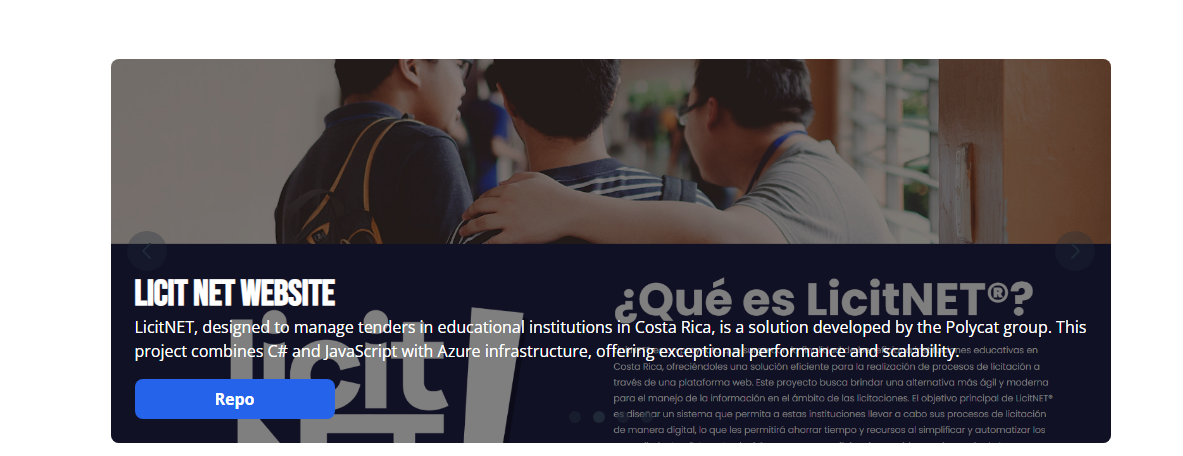 LICIT NET WEBSITE
¿Qué es LicitNET®?
LicitNET, designed to manage tenders in educational institutions in Costa Rica, is a solution developed by the Polycat group. This
project combines C# and JavaScript with Azure infrastructure, offering exceptional performance and scalability.
Repo
licit
NET
educativas en
Costa Rica, ofreciéndoles una solución eficiente para la realización de procesos de licitación a
través de una plataforma web. Este proyecto busca brindar una alternativa más ágil y moderna
para el manejo de la información en el ámbito de las licitaciones. El objetivo principal de LicitNET®
es diseñar un sistema que permita a estas instituciones llevar a cabo sus procesos de licitación
de manera digital, lo que les permitirá ahorrar tiempo y recursos al simplificar y automatizar los